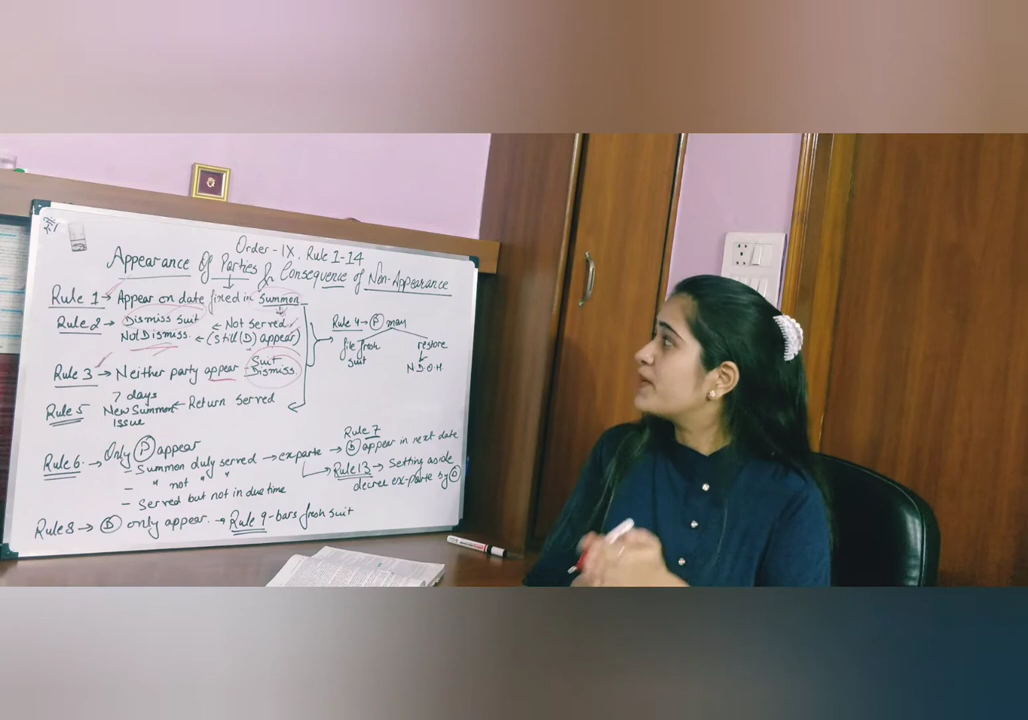 Order - IX, Rule 1-14
Appearance Of Parties & Consequence of Non-Appearance
Rule 1 → Appear on date fixed in Summon
Rule 2 → Dismiss Suit ← Not Served
Not Dismiss ← (Still (D) appear)
Rule 4 → (P) may
file fresh suit
restore
Rule 3 → Neither party appear - Suit Dismiss
Rule 5
7 days
New Summon ← Return Served
Issue
Rule 6 → Only (P) appear
- Summon duly served → exparte → (D) appear in next date
Rule 7
- " not " "
→ Rule 13 → Setting aside
decree ex-parte by (D)
- Served but not in due time
Rule 8 → (D) only appear. → Rule 9 - bars fresh suit